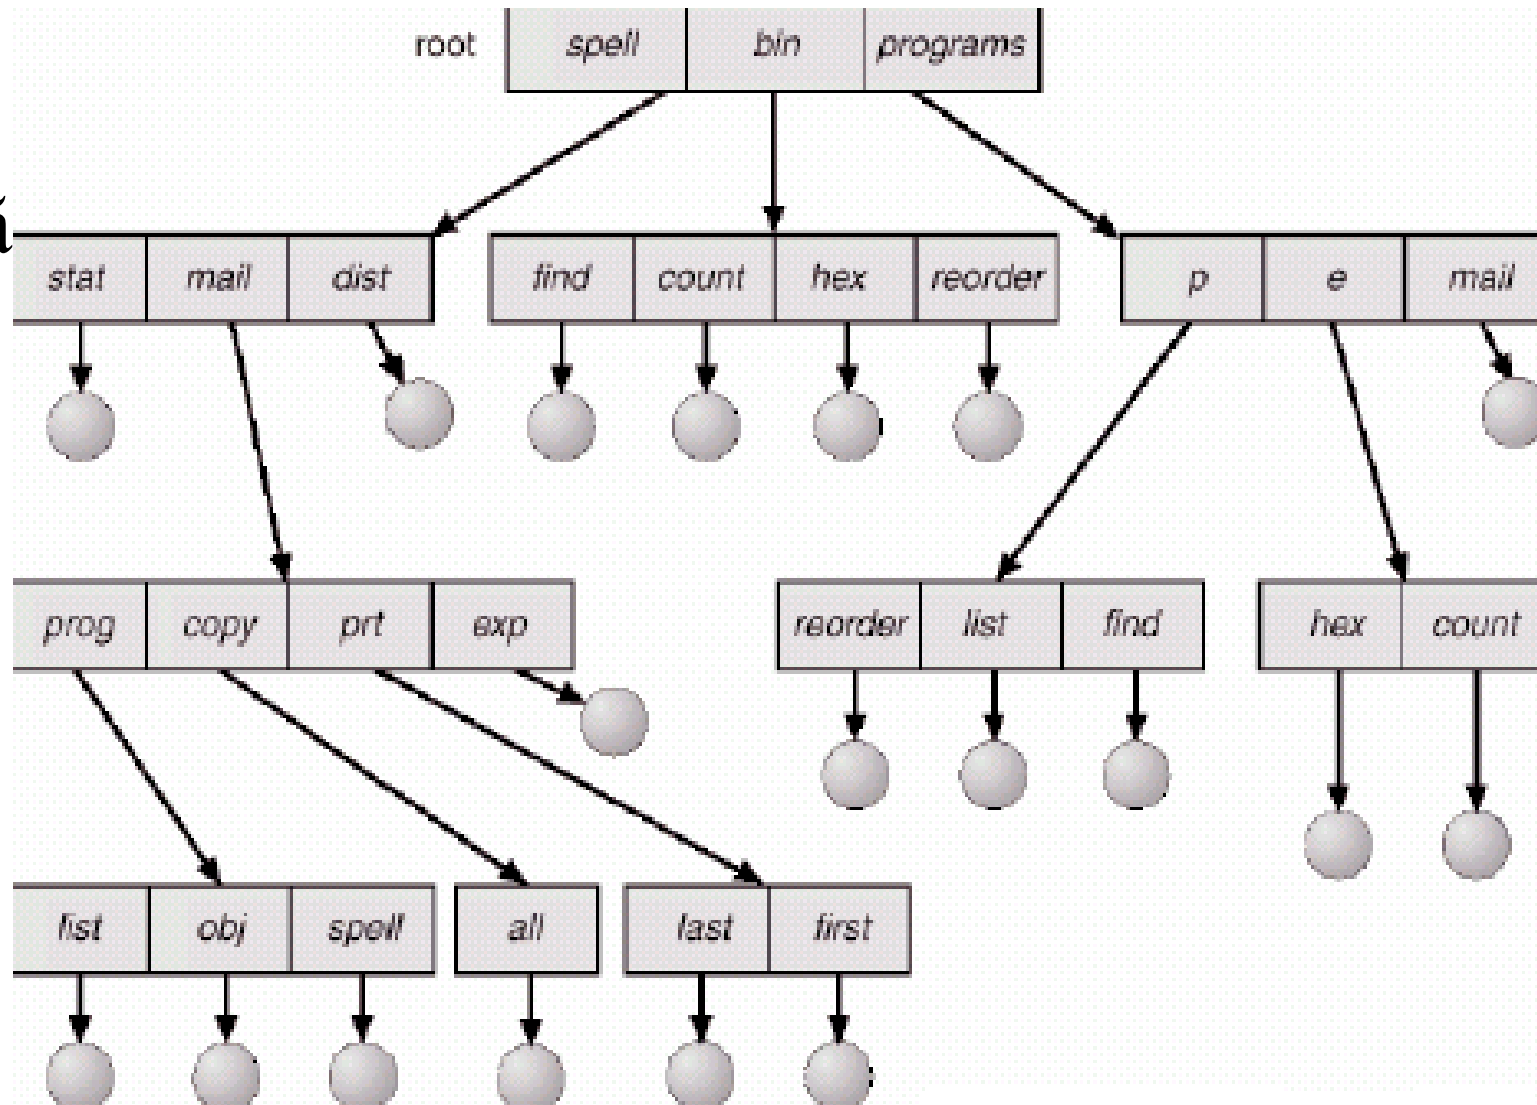 root spell bin programs
ă
stat mail dist find count hex reorder p e mail
prog copy prt exp reorder list find hex count
list obj spell all last first